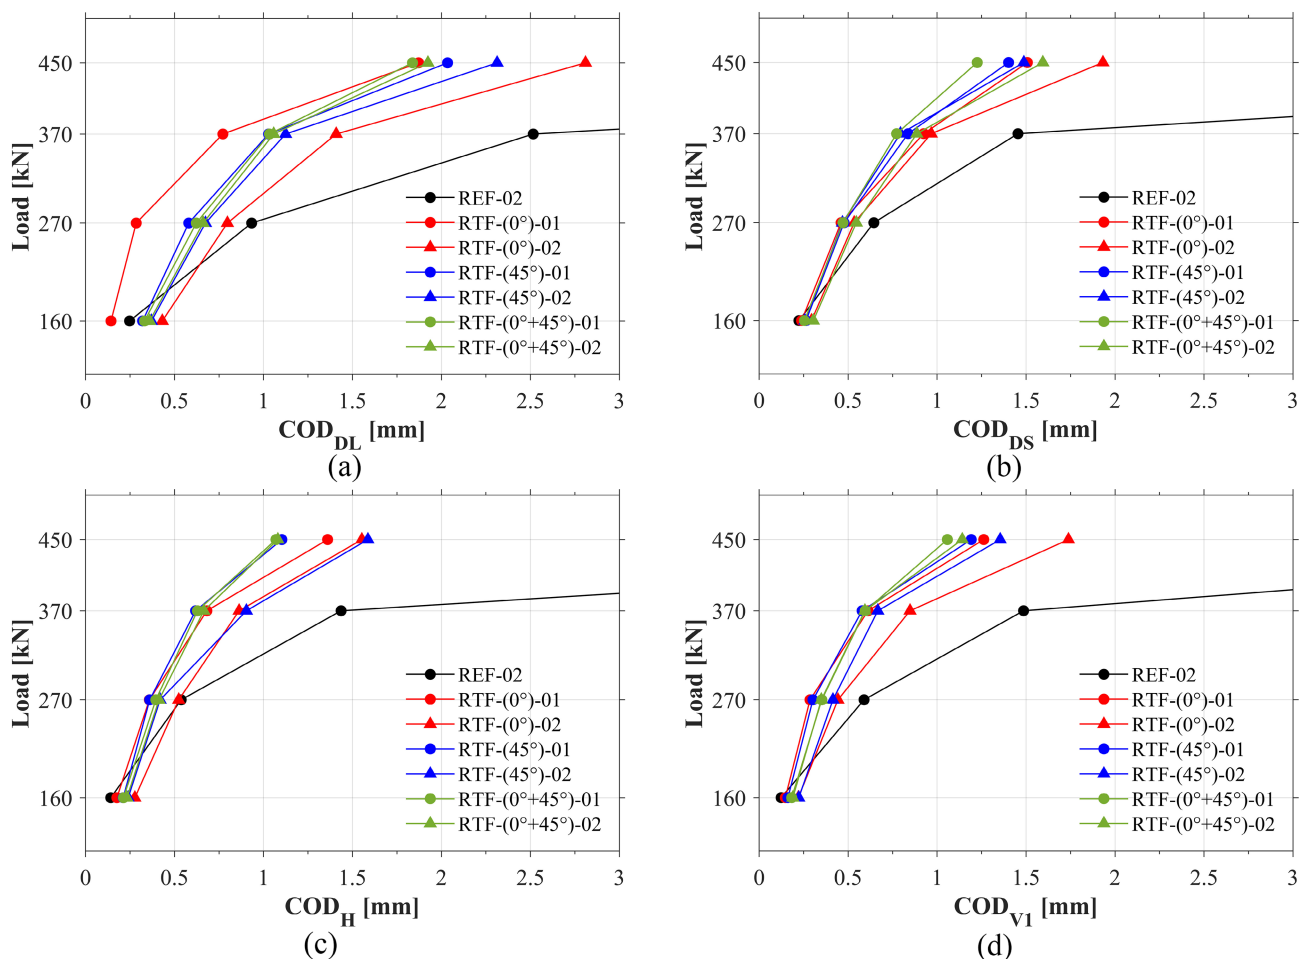 450
370
270
160
Load [kN]
REF-02
RTF-(0°)-01
RTF-(0°)-02
RTF-(45°)-01
RTF-(45°)-02
RTF-(0°+45°)-01
RTF-(0°+45°)-02
0 0.5 1 1.5 2 2.5 3
COD_DL [mm]
(a)
450
370
270
160
Load [kN]
REF-02
RTF-(0°)-01
RTF-(0°)-02
RTF-(45°)-01
RTF-(45°)-02
RTF-(0°+45°)-01
RTF-(0°+45°)-02
0 0.5 1 1.5 2 2.5 3
COD_DS [mm]
(b)
450
370
270
160
Load [kN]
REF-02
RTF-(0°)-01
RTF-(0°)-02
RTF-(45°)-01
RTF-(45°)-02
RTF-(0°+45°)-01
RTF-(0°+45°)-02
0 0.5 1 1.5 2 2.5 3
COD_H [mm]
(c)
450
370
270
160
Load [kN]
REF-02
RTF-(0°)-01
RTF-(0°)-02
RTF-(45°)-01
RTF-(45°)-02
RTF-(0°+45°)-01
RTF-(0°+45°)-02
0 0.5 1 1.5 2 2.5 3
COD_V1 [mm]
(d)